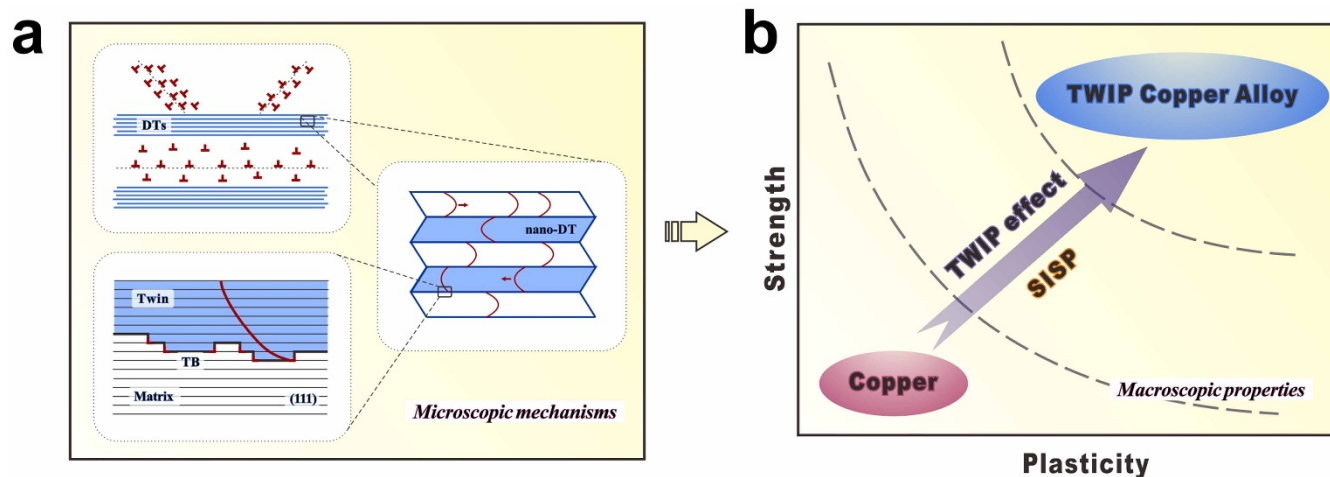 a
DTs
nano-DT
Twin
TB
Matrix
(111)
Microscopic mechanisms
b
Strength
TWIP Copper Alloy
TWIP effect
SISP
Copper
Macroscopic properties
Plasticity